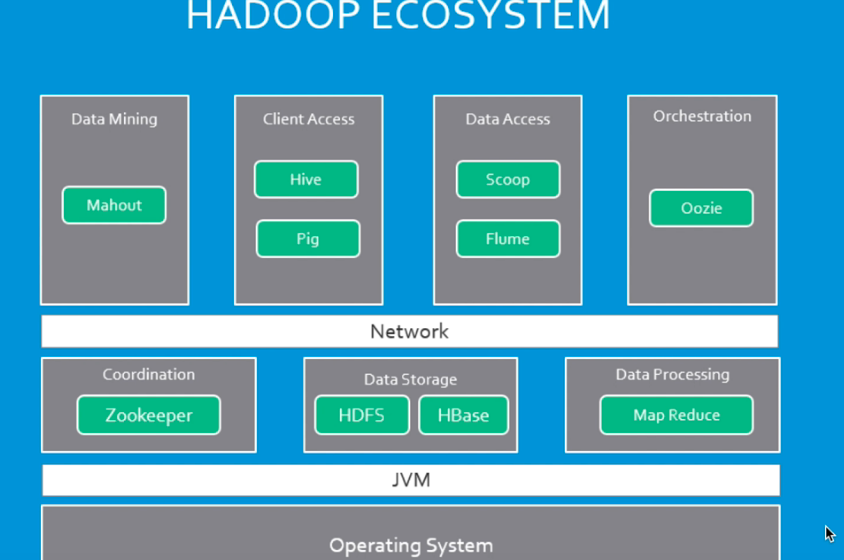 HADOOP ECOSYSTEM
Data Mining
Mahout
Client Access
Hive
Pig
Data Access
Scoop
Flume
Orchestration
Oozie
Network
Coordination
Zookeeper
Data Storage
HDFS
HBase
Data Processing
Map Reduce
JVM
Operating System